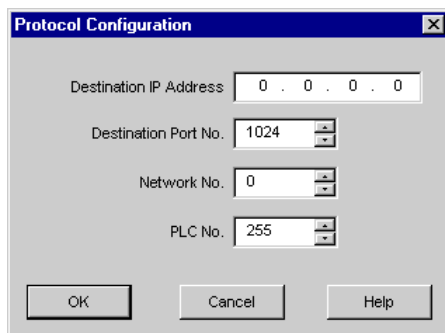 Protocol Configuration
Destination IP Address 0 . 0 . 0 . 0
Destination Port No. 1024
Network No. 0
PLC No. 255
OK Cancel Help